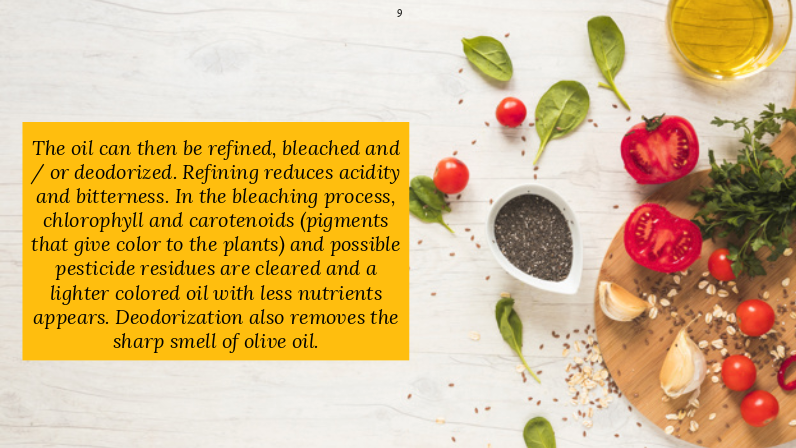 9
The oil can then be refined, bleached and
/ or deodorized. Refining reduces acidity
and bitterness. In the bleaching process,
chlorophyll and carotenoids (pigments
that give color to the plants) and possible
pesticide residues are cleared and a
lighter colored oil with less nutrients
appears. Deodorization also removes the
sharp smell of olive oil.